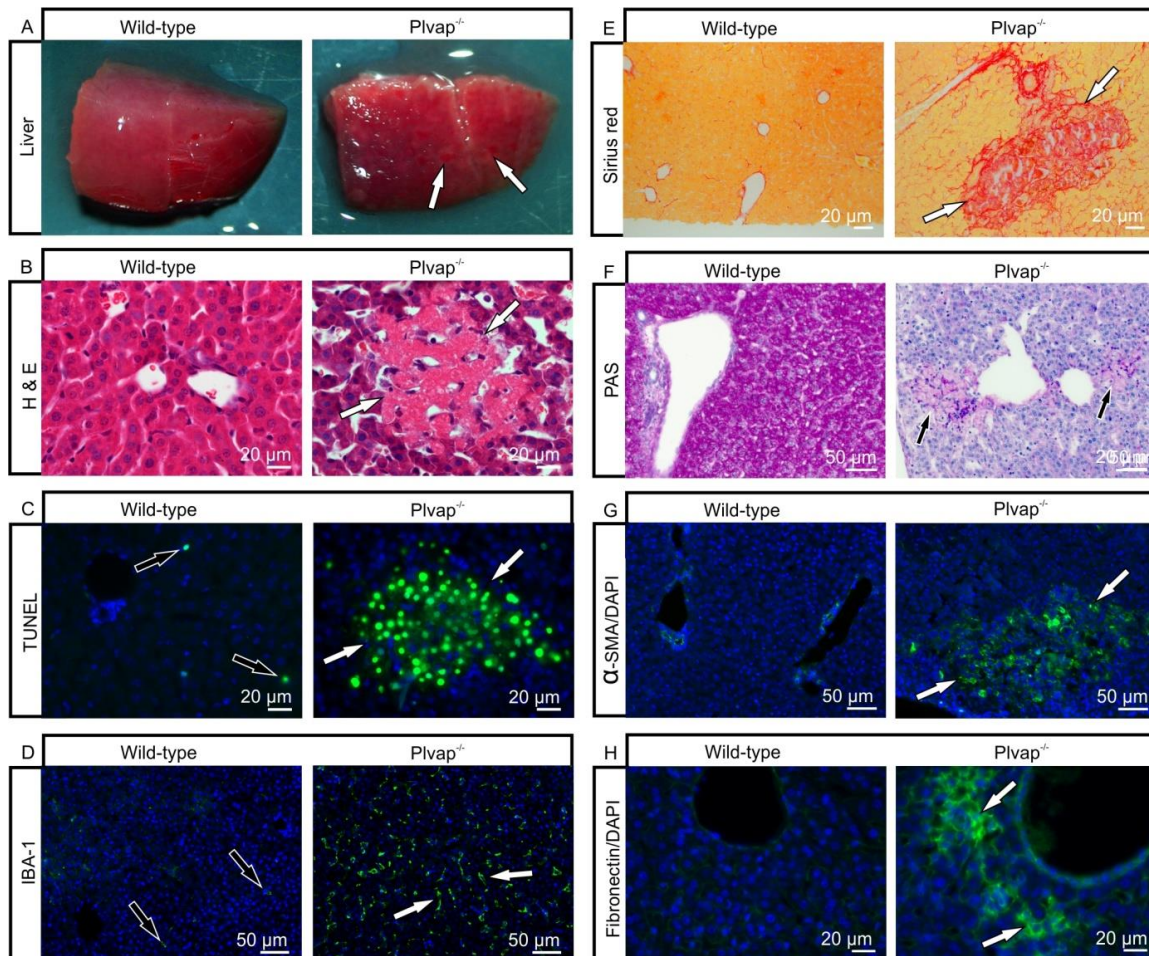 A
Wild-type
Plvap-/-
Liver
B
Wild-type
Plvap-/-
H & E
20 µm
20 µm
C
Wild-type
Plvap-/-
TUNEL
20 µm
20 µm
D
Wild-type
Plvap-/-
IBA-1
50 µm
50 µm
E
Wild-type
Plvap-/-
Sirius red
20 µm
20 µm
F
Wild-type
Plvap-/-
PAS
50 µm
G
Wild-type
Plvap-/-
α-SMA/DAPI
50 µm
50 µm
H
Wild-type
Plvap-/-
Fibronectin/DAPI
20 µm
20 µm